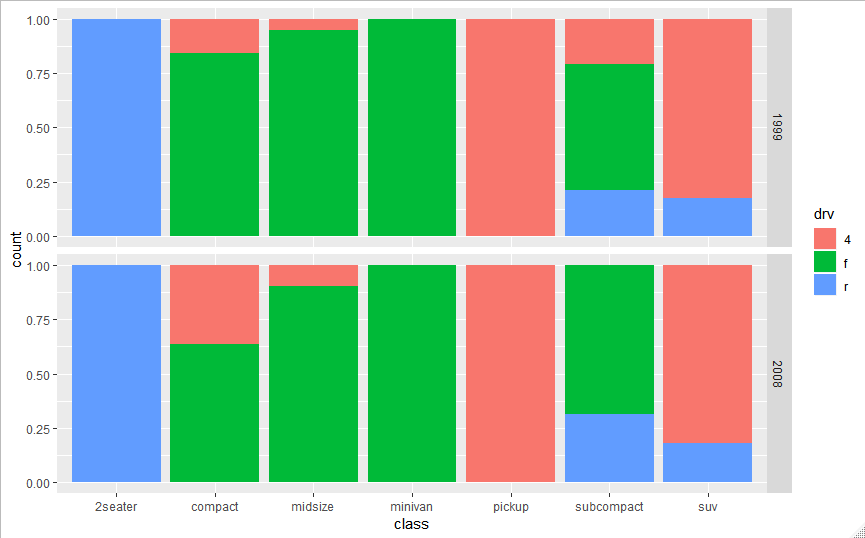 1.00
0.75
0.50
0.25
0.00
1999
1.00
0.75
0.50
0.25
0.00
2008
count
2seater compact midsize minivan pickup subcompact suv
class
drv
4
f
r